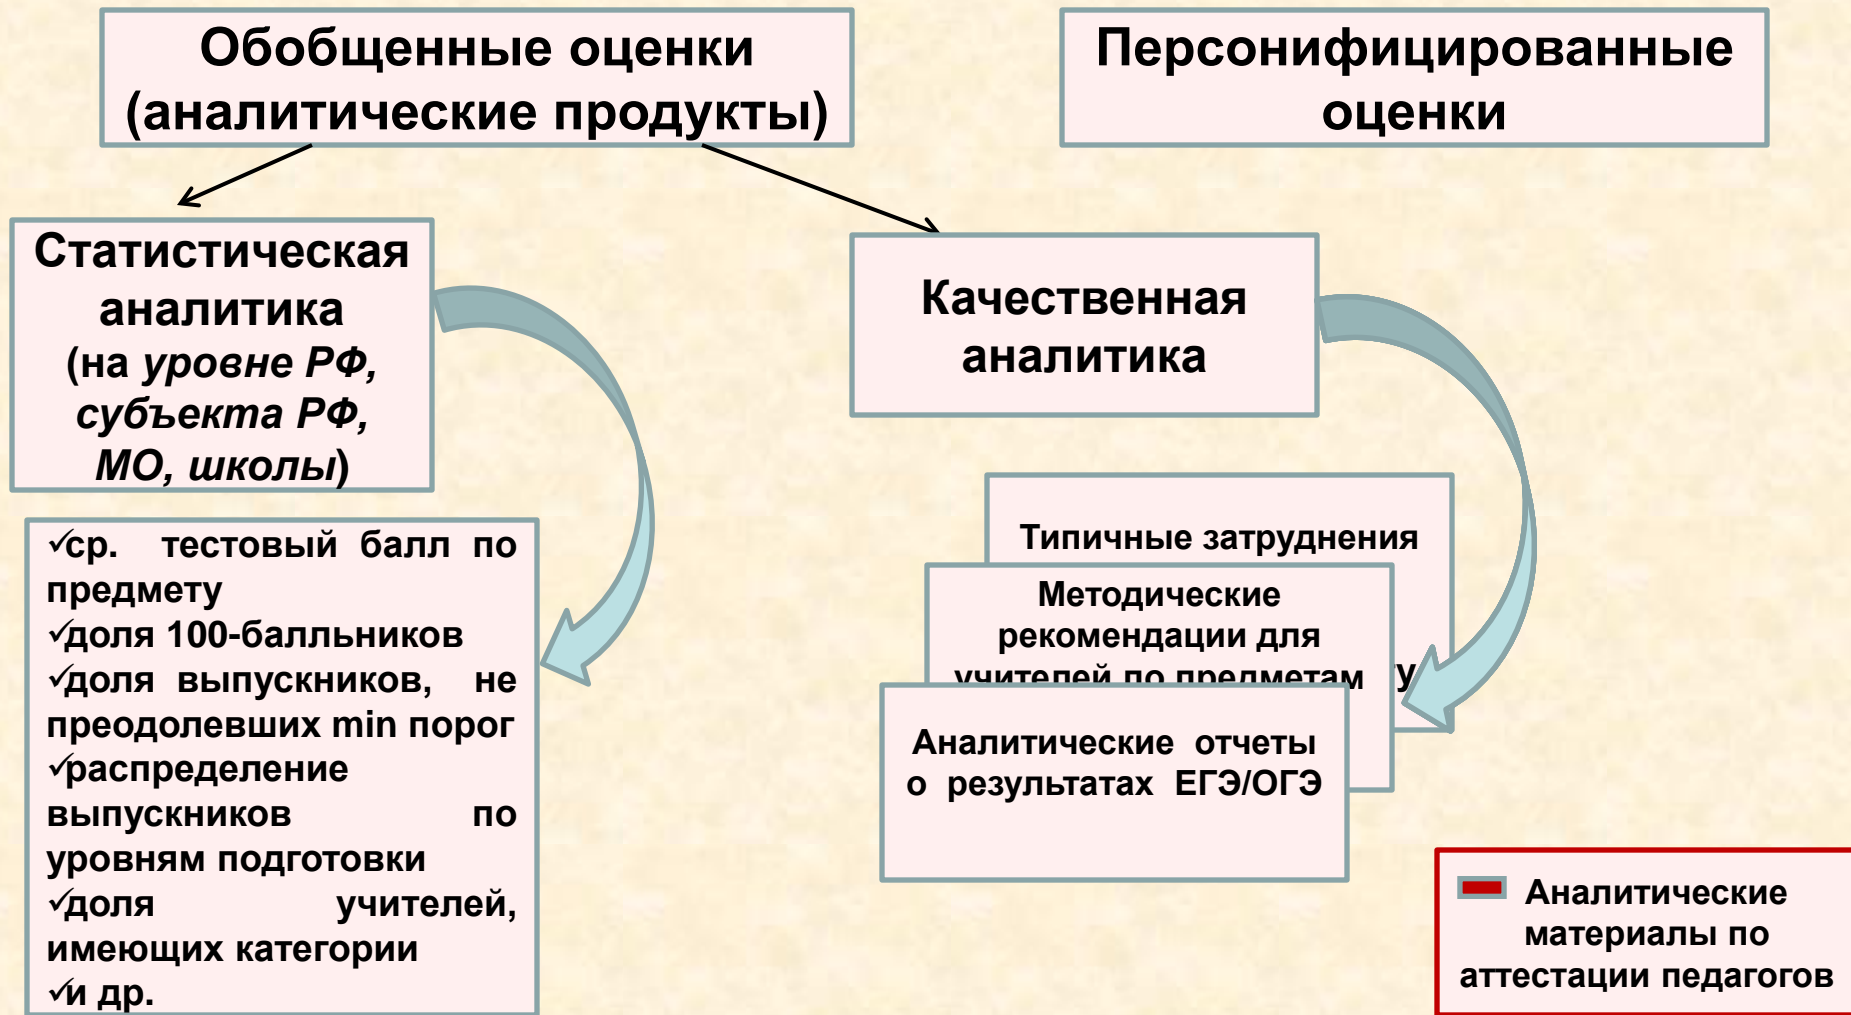 Обобщенные оценки
(аналитические продукты)
Персонифицированные
оценки
Статистическая
аналитика
(на уровне РФ,
субъекта РФ,
МО, школы)
Качественная
аналитика
✓ср. тестовый балл по
предмету
✓доля 100-балльников
✓доля выпускников, не
преодолевших min порог
✓распределение
выпускников по
уровням подготовки
✓доля учителей,
имеющих категории
✓и др.
Типичные затруднения
Методические
рекомендации для
учителей по предметам
Аналитические отчеты
о результатах ЕГЭ/ОГЭ
Аналитические
материалы по
аттестации педагогов